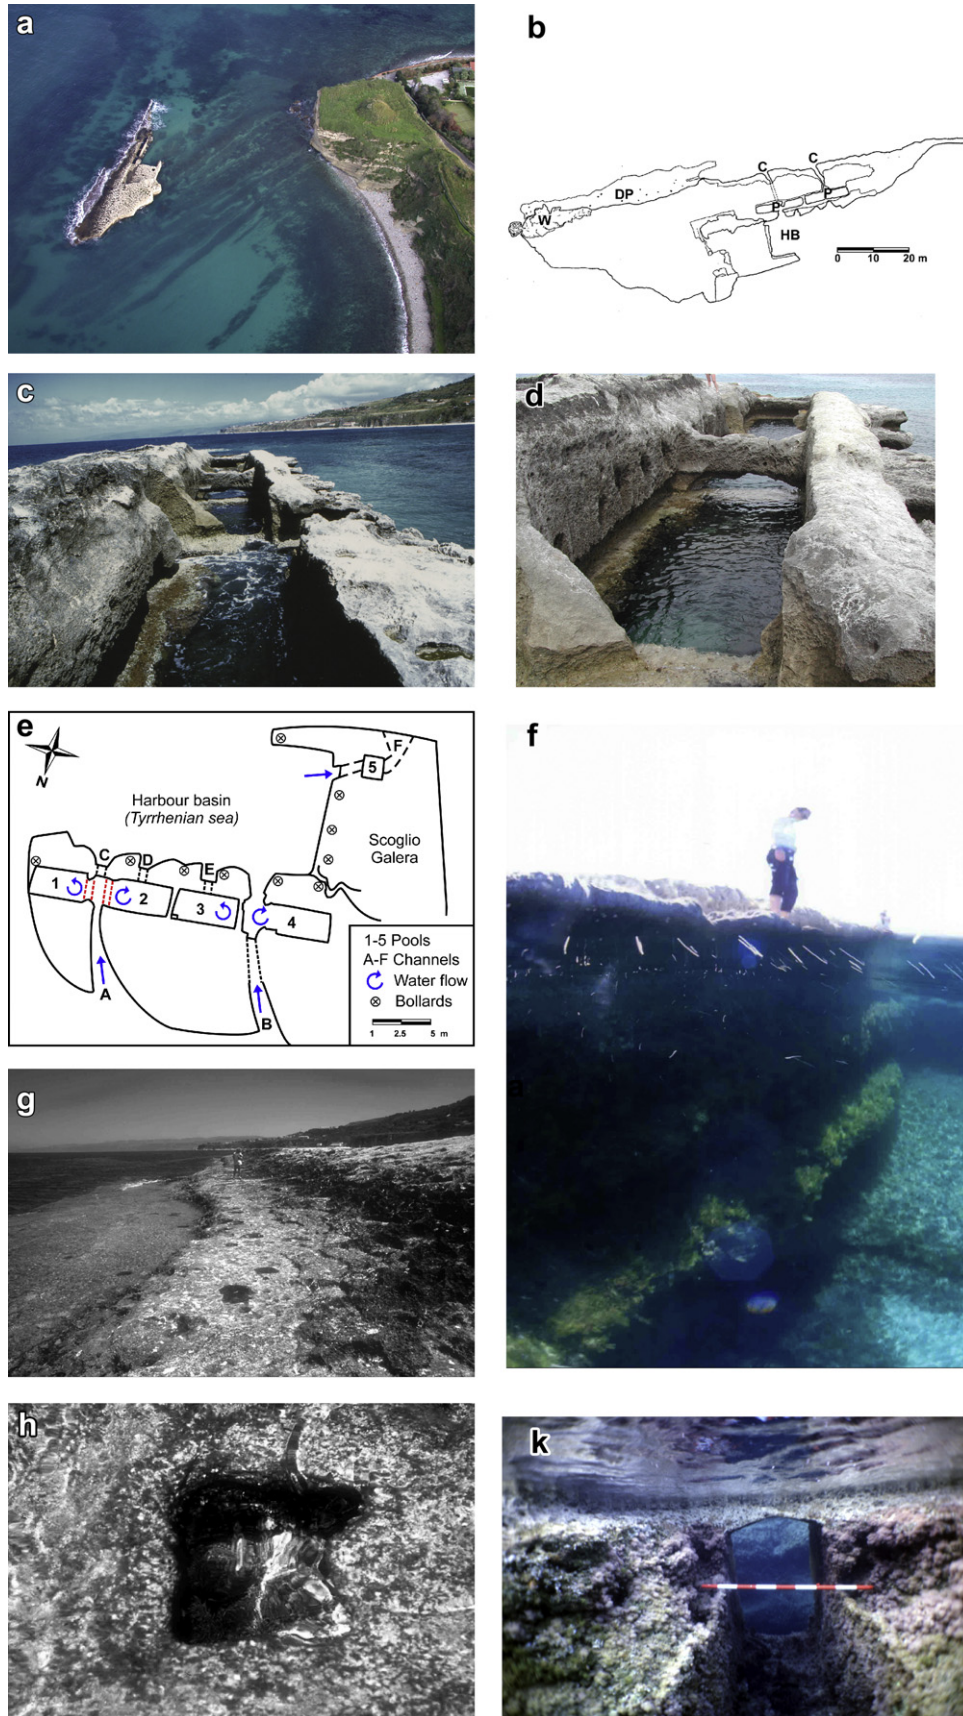 a
b
C
C
DP
P
P
W
HB
0 10 20 m
c
d
e
N
F
5
Harbour basin
(Tyrrhenian sea)
Scoglio
Galera
C
D
E
1
2
3
4
A
B
1-5 Pools
A-F Channels
Water flow
Bollards
1 2.5 5 m
f
g
h
k